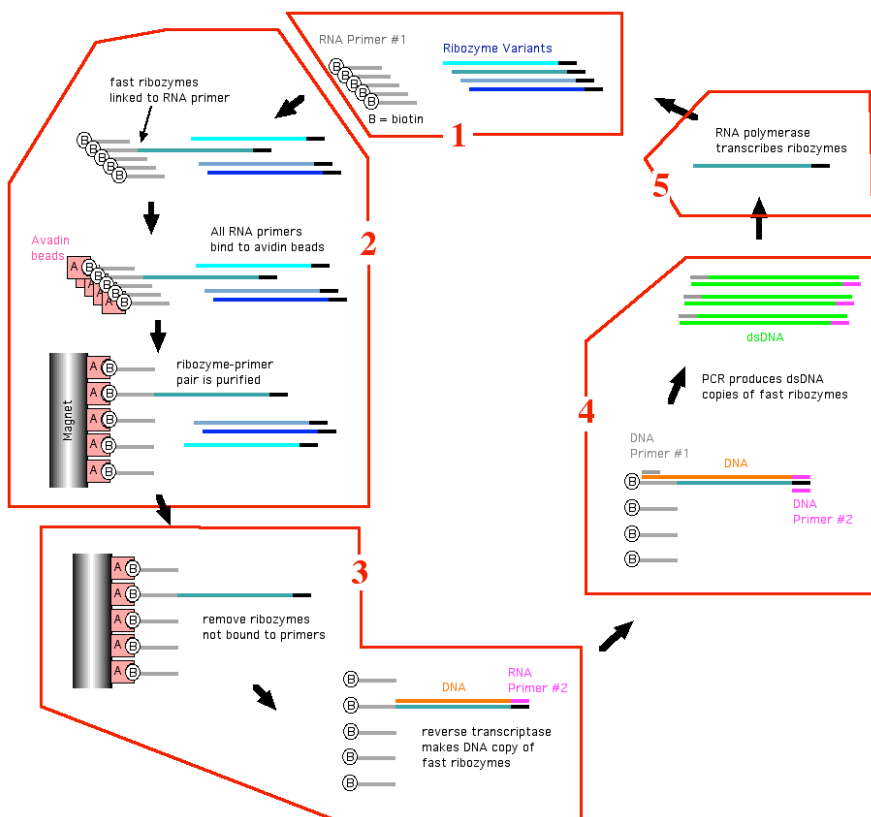 RNA Primer #1
Ribozyme Variants
B
B
B
B
B
B = biotin
1
fast ribozymes
linked to RNA primer
B
B
B
B
B
2
Avadin
beads
All RNA primers
bind to avidin beads
A
B
B
B
B
A
B
Magnet
A B
A B
A B
A B
A B
ribozyme-primer
pair is purified
3
A B
A B
A B
A B
A B
remove ribozymes
not bound to primers
B
B
B
B
B
DNA
RNA
Primer #2
reverse transcriptase
makes DNA copy of
fast ribozymes
4
DNA
Primer #1
DNA
B
B
B
B
DNA
Primer #2
PCR produces dsDNA
copies of fast ribozymes
dsDNA
5
RNA polymerase
transcribes ribozymes